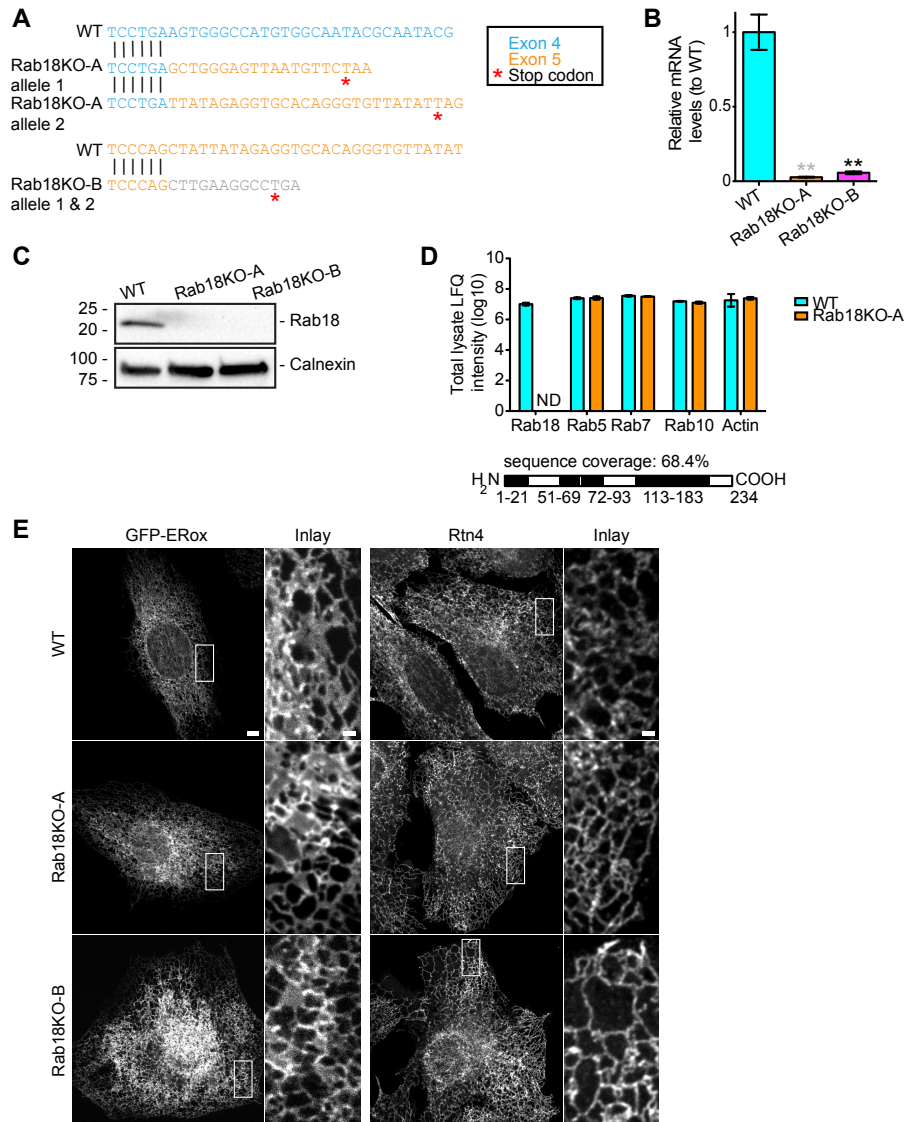 A
WT TCCTGAAGTGGGCCATGTGGCAATACGCAATACG
Rab18KO-A TCCTGAGCTGGGAGTTAATGTTCTAA
allele 1 *
Rab18KO-A TCCTGATTATAGAGGTGCACAGGGTGTTATATTAG
allele 2 *
WT TCCCAGCTATTATAGAGGTGCACAGGGTGTTATAT
Rab18KO-B TCCCAGCTTGAAGGCCTGA
allele 1 & 2 *
Exon 4
Exon 5
* Stop codon
B
Relative mRNA
levels (to WT)
1
0.5
0
** **
WT
Rab18KO-A
Rab18KO-B
C
WT Rab18KO-A Rab18KO-B
25 -
20 -
- Rab18
100 -
75 -
- Calnexin
D
Total lysate LFQ
intensity (log10)
10
8
6
4
2
0
ND
Rab18 Rab5 Rab7 Rab10 Actin
WT
Rab18KO-A
sequence coverage: 68.4%
H2N COOH
1-21 51-69 72-93 113-183 234
E
GFP-ERox Inlay Rtn4 Inlay
WT
Rab18KO-A
Rab18KO-B